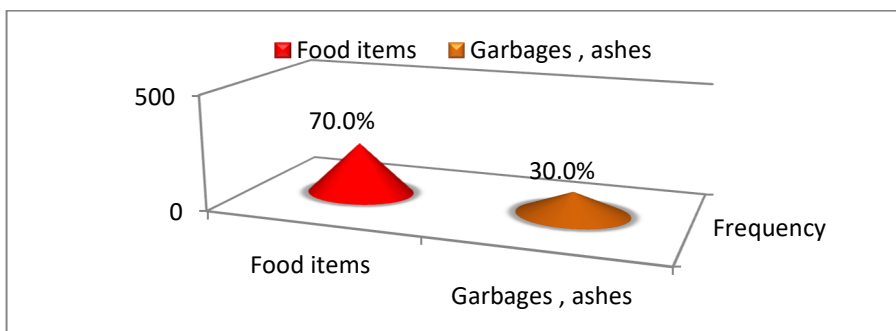 Food items Garbages , ashes
500
70.0%
30.0%
0
Frequency
Food items
Garbages , ashes